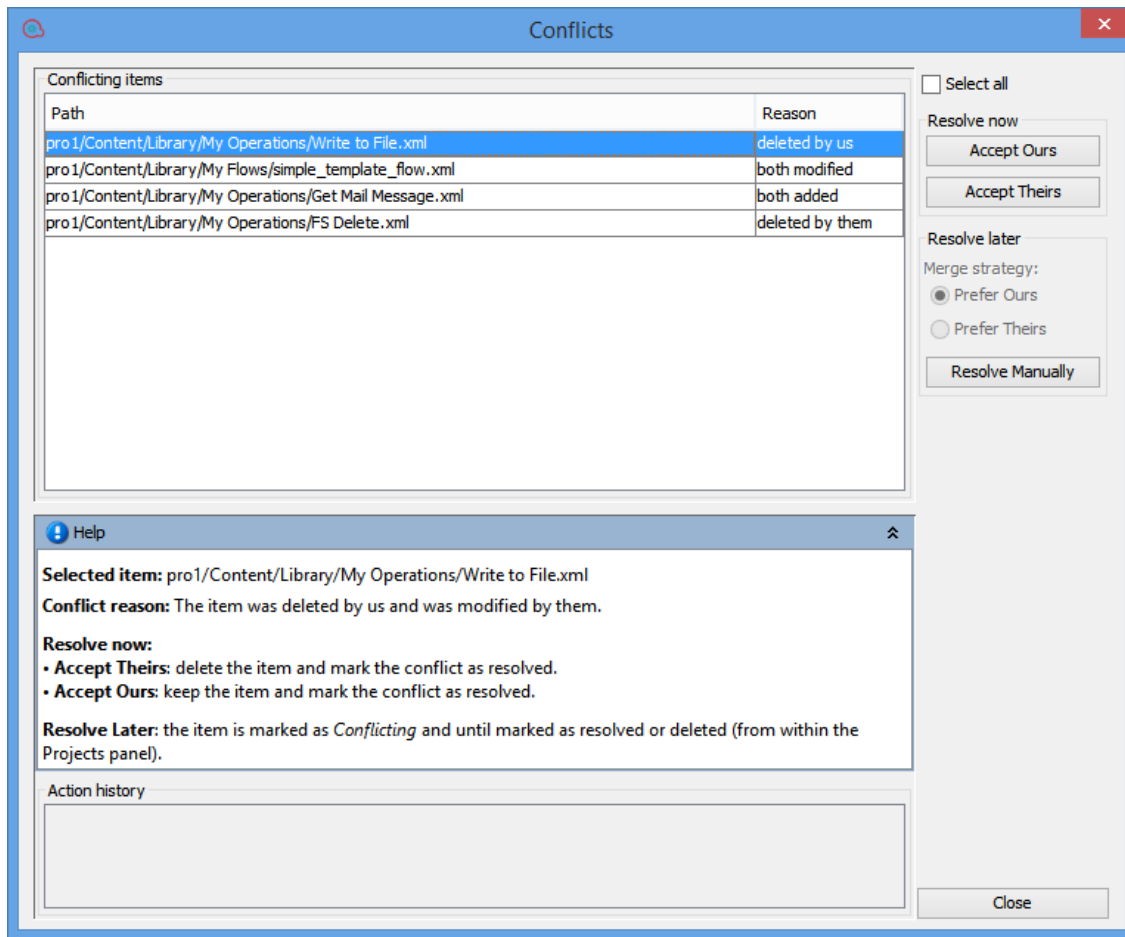 Conflicts
Conflicting items
Path Reason
pro1/Content/Library/My Operations/Write to File.xml deleted by us
pro1/Content/Library/My Flows/simple_template_flow.xml both modified
pro1/Content/Library/My Operations/Get Mail Message.xml both added
pro1/Content/Library/My Operations/FS Delete.xml deleted by them
Select all
Resolve now
Accept Ours
Accept Theirs
Resolve later
Merge strategy:
Prefer Ours
Prefer Theirs
Resolve Manually
Help
Selected item: pro1/Content/Library/My Operations/Write to File.xml
Conflict reason: The item was deleted by us and was modified by them.
Resolve now:
• Accept Theirs: delete the item and mark the conflict as resolved.
• Accept Ours: keep the item and mark the conflict as resolved.
Resolve Later: the item is marked as Conflicting and until marked as resolved or deleted (from within the
Projects panel).
Action history
Close